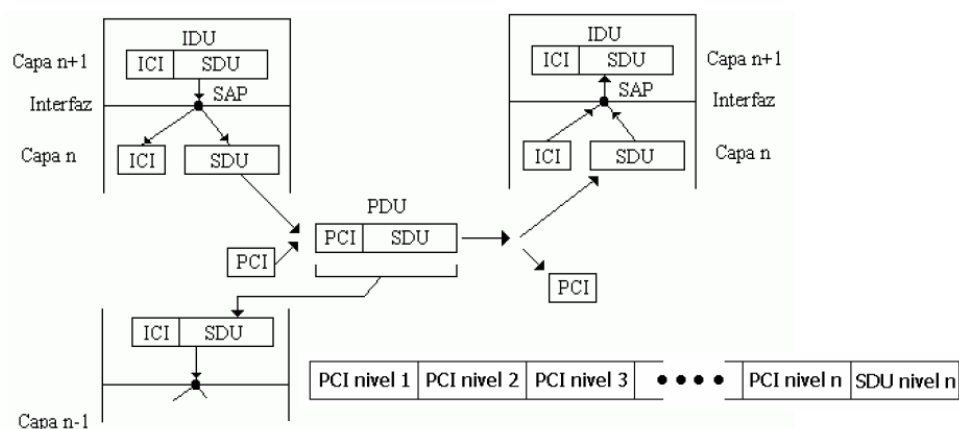 IDU
Capa n+1
ICI SDU
SAP
Interfaz
Capa n
ICI
SDU
IDU
ICI SDU
Capa n+1
SAP
Interfaz
ICI
SDU
Capa n
PDU
PCI SDU
PCI
PCI
ICI SDU
Capa n-1
PCI nivel 1 PCI nivel 2 PCI nivel 3 •••• PCI nivel n SDU nivel n